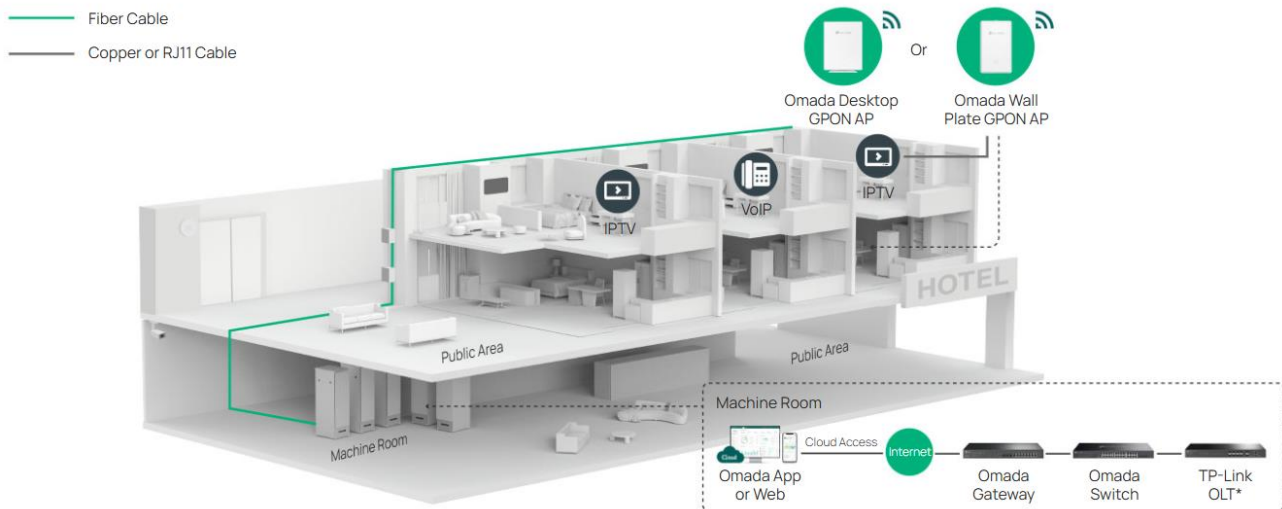 Fiber Cable
Copper or RJ11 Cable
Or
Omada Desktop
GPON AP
Omada Wall
Plate GPON AP
IPTV
VoIP
IPTV
HOTEL
Public Area
Public Area
Machine Room
Machine Room
Cloud
Cloud Access
Internet
Omada App
or Web
Omada
Gateway
Omada
Switch
TP-Link
OLT*